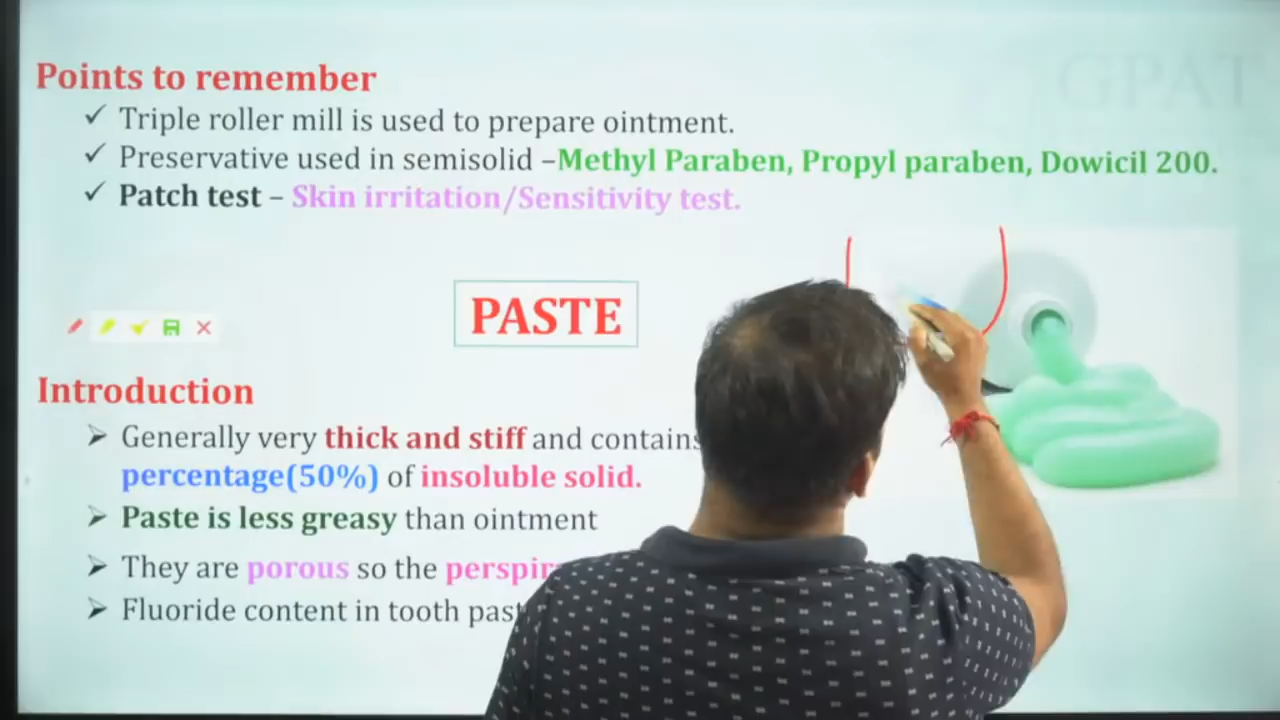 GPAT
Points to remember
✓ Triple roller mill is used to prepare ointment.
✓ Preservative used in semisolid –Methyl Paraben, Propyl paraben, Dowicil 200.
✓ Patch test – Skin irritation/Sensitivity test.
PASTE
Introduction
➢ Generally very thick and stiff and contains
percentage(50%) of insoluble solid.
➢ Paste is less greasy than ointment
➢ They are porous so the
➢ Fluoride content in tooth